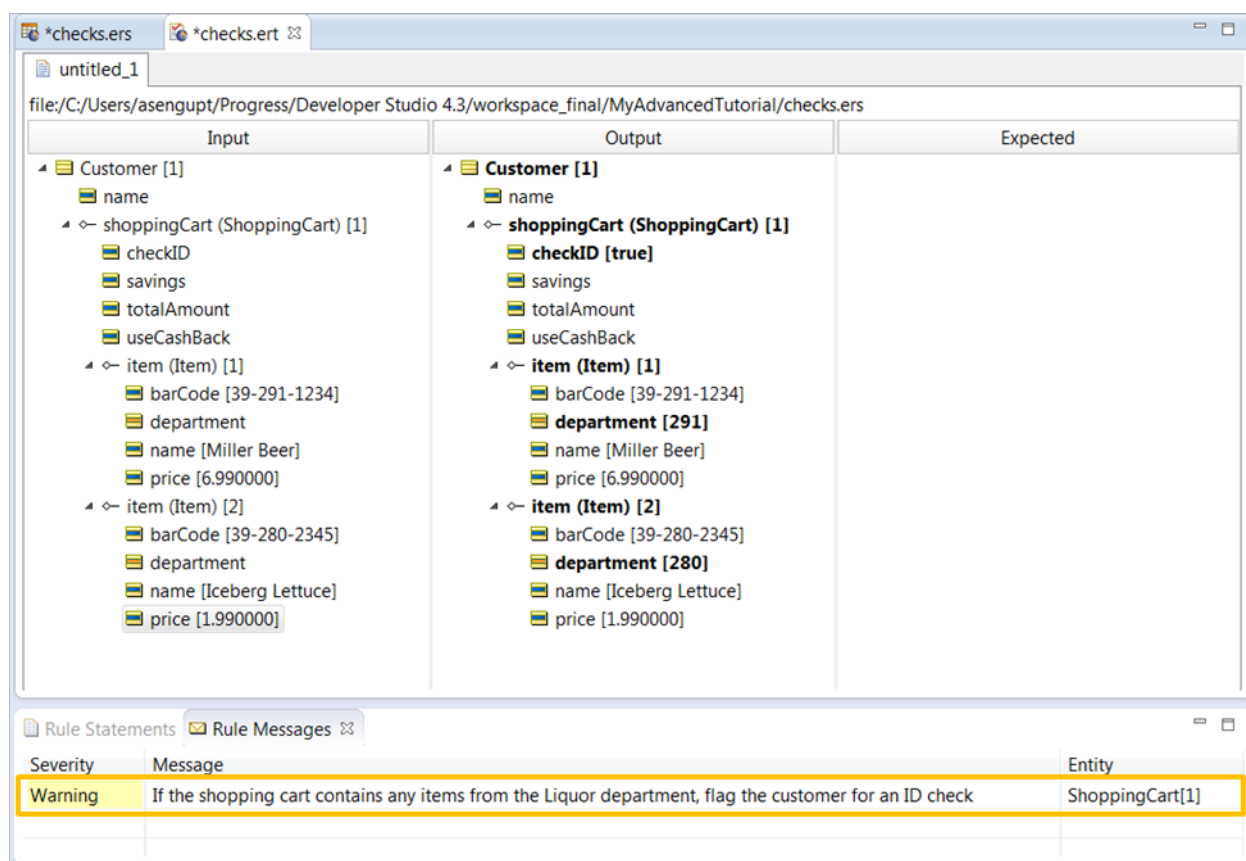 *checks.ers *checks.ert
untitled_1
file:/C:/Users/asengupt/Progress/Developer Studio 4.3/workspace_final/MyAdvancedTutorial/checks.ers
Input Output Expected
Customer [1] Customer [1]
name name
shoppingCart (ShoppingCart) [1] shoppingCart (ShoppingCart) [1]
checkID checkID [true]
savings savings
totalAmount totalAmount
useCashBack useCashBack
item (Item) [1] item (Item) [1]
barCode [39-291-1234] barCode [39-291-1234]
department department [291]
name [Miller Beer] name [Miller Beer]
price [6.990000] price [6.990000]
item (Item) [2] item (Item) [2]
barCode [39-280-2345] barCode [39-280-2345]
department department [280]
name [Iceberg Lettuce] name [Iceberg Lettuce]
price [1.990000] price [1.990000]
Rule Statements Rule Messages
Severity Message Entity
Warning If the shopping cart contains any items from the Liquor department, flag the customer for an ID check ShoppingCart[1]